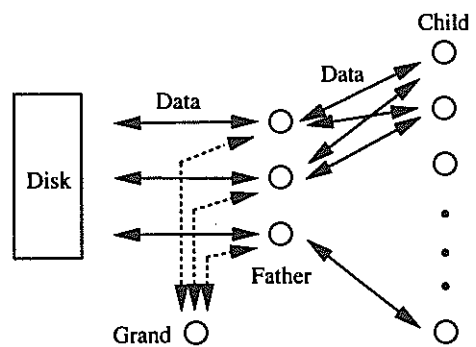 Child
Data
Data
Disk
Father
Grand